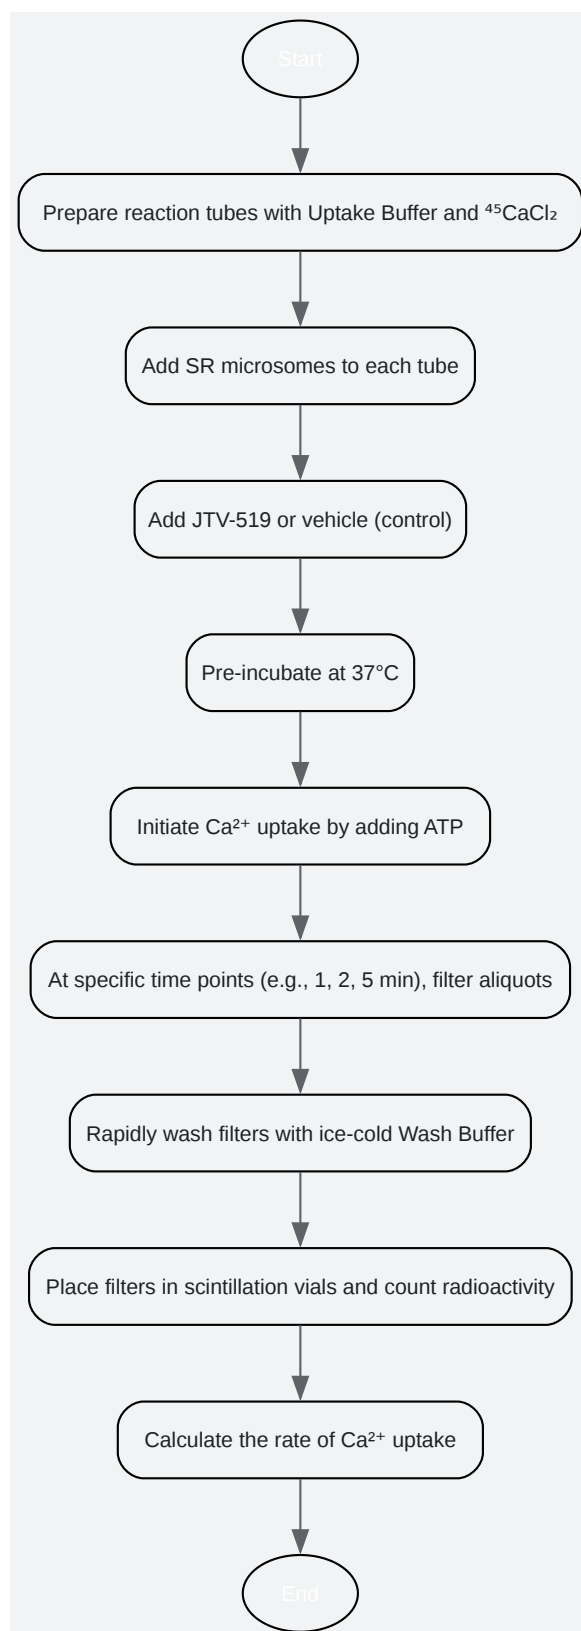 Start
Prepare reaction tubes with Uptake Buffer and ⁴⁵CaCl₂
Add SR microsomes to each tube
Add JTV-519 or vehicle (control)
Pre-incubate at 37°C
Initiate Ca²⁺ uptake by adding ATP
At specific time points (e.g., 1, 2, 5 min), filter aliquots
Rapidly wash filters with ice-cold Wash Buffer
Place filters in scintillation vials and count radioactivity
Calculate the rate of Ca²⁺ uptake
End